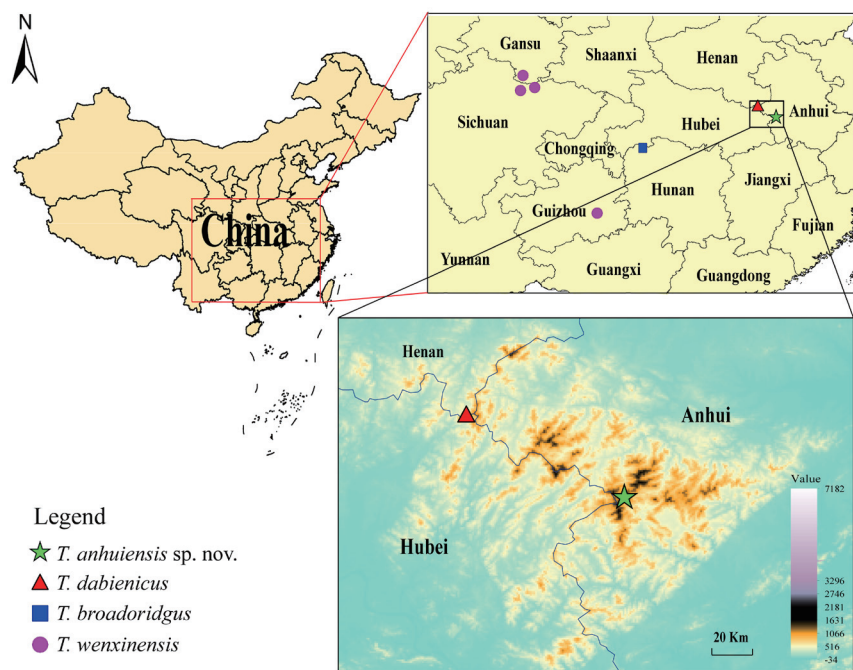 N
China
Gansu
Shaanxi
Henan
Sichuan
Anhui
Hubei
Chongqing
Hunan
Jiangxi
Guizhou
Fujian
Yunnan
Guangxi
Guangdong
Henan
Anhui
Hubei
Value
7182
3296
2746
2181
1631
1066
516
-34
20 Km
Legend
T. anhuiensis sp. nov.
T. dabienicus
T. broadoridgus
T. wenxinensis